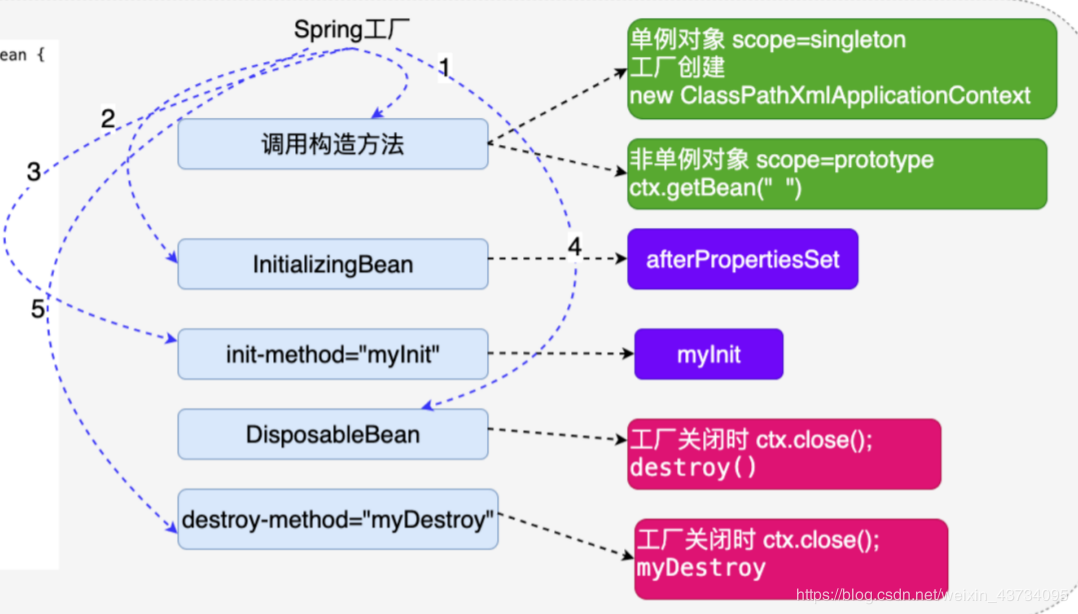 ean {
Spring工厂
1
2
3
4
5
调用构造方法
单例对象 scope=singleton
工厂创建
new ClassPathXmlApplicationContext
非单例对象 scope=prototype
ctx.getBean(" ")
InitializingBean
afterPropertiesSet
init-method="myInit"
myInit
DisposableBean
工厂关闭时 ctx.close();
destroy()
destroy-method="myDestroy"
工厂关闭时 ctx.close();
myDestroy
https://blog.csdn.net/weixin_43734095